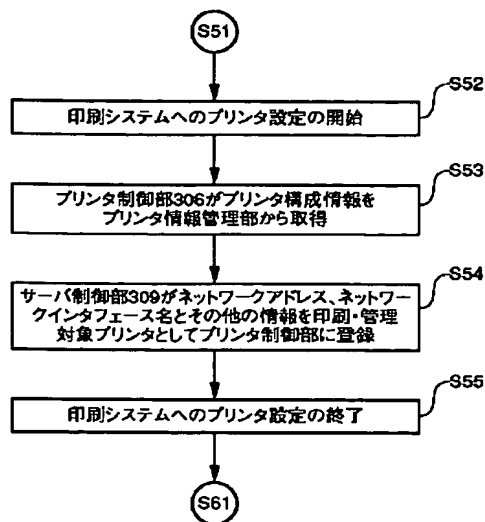 S51
S52
印刷システムへのプリンタ設定の開始
S53
プリンタ制御部306がプリンタ構成情報を
プリンタ情報管理部から取得
S54
サーバ制御部309がネットワークアドレス、ネットワー
クインタフェース名とその他の情報を印刷・管理
対象プリンタとしてプリンタ制御部に登録
S55
印刷システムへのプリンタ設定の終了
S61